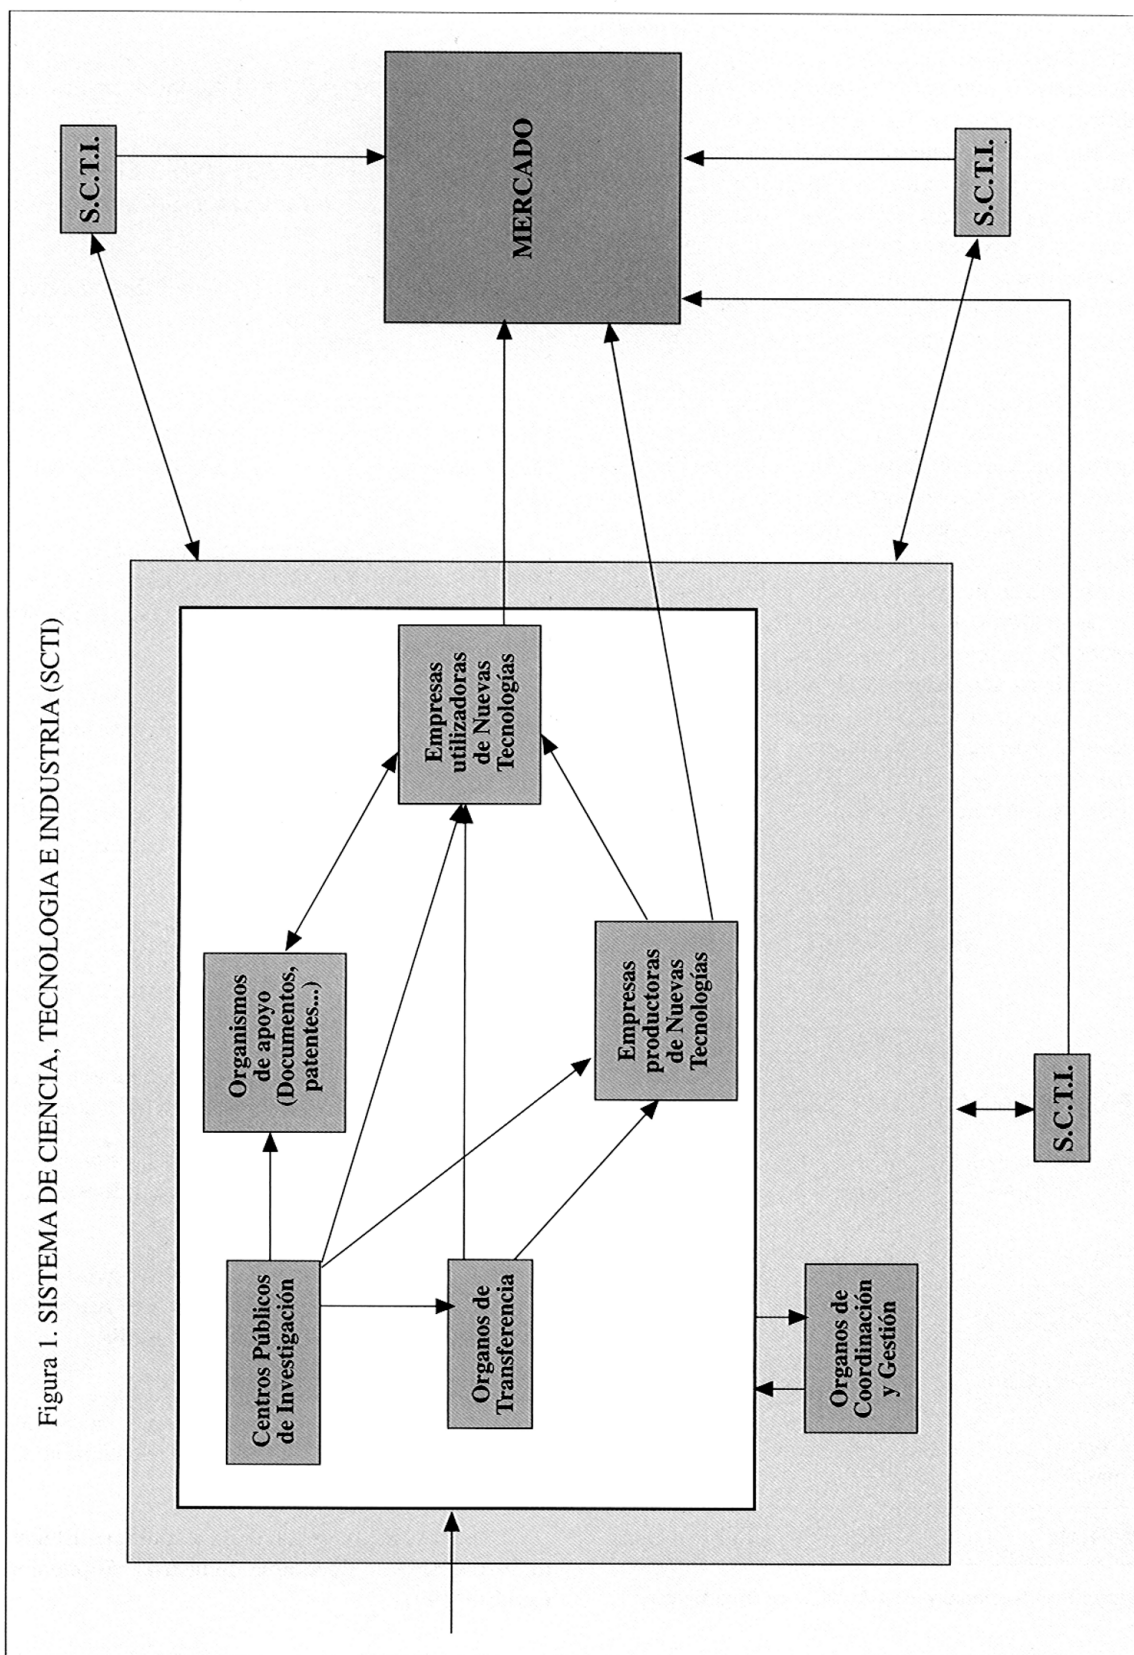 Figura 1. SISTEMA DE CIENCIA, TECNOLOGIA E INDUSTRIA (SCTI)
S.C.T.I.
Centros Públicos
de Investigación
Organismos
de apoyo
(Documentos,
patentes...)
Empresas
utilizadoras
de Nuevas
Tecnologías
MERCADO
Organos de
Transferencia
Empresas
productoras
de Nuevas
Tecnologías
Organos de
Coordinación
y Gestión
S.C.T.I.
S.C.T.I.